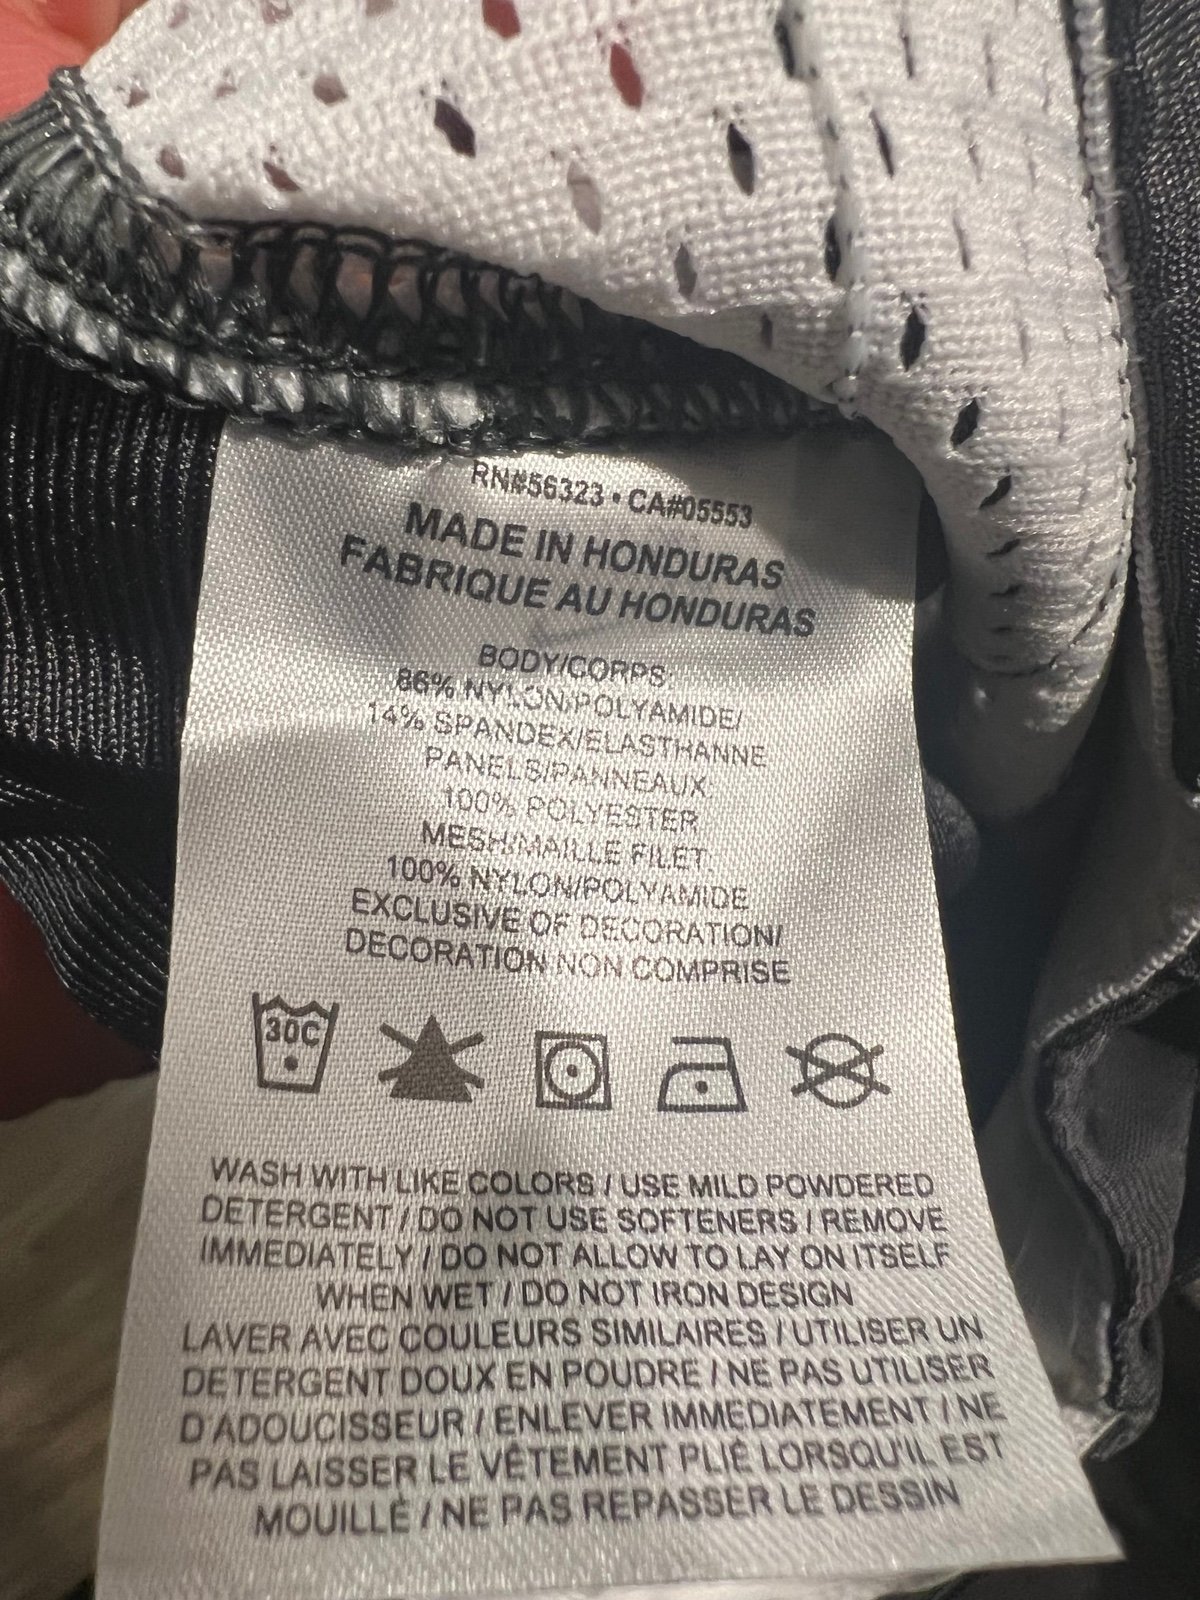 RN#56323 • CA#05553
MADE IN HONDURAS
FABRIQUE AU HONDURAS
BODY/CORPS:
86% NYLON/POLYAMIDE/
14% SPANDEX/ELASTHANNE
PANELS/PANNEAUX:
100% POLYESTER
MESH/MAILLE FILET:
100% NYLON/POLYAMIDE
EXCLUSIVE OF DECORATION/
DECORATION NON COMPRISE
30C
WASH WITH LIKE COLORS / USE MILD POWDERED
DETERGENT / DO NOT USE SOFTENERS / REMOVE
IMMEDIATELY / DO NOT ALLOW TO LAY ON ITSELF
WHEN WET / DO NOT IRON DESIGN
LAVER AVEC COULEURS SIMILAIRES / UTILISER UN
DETERGENT DOUX EN POUDRE / NE PAS UTILISER
D'ADOUCISSEUR / ENLEVER IMMEDIATEMENT / NE
PAS LAISSER LE VÊTEMENT PLIÉ LORSQU'IL EST
MOUILLÉ / NE PAS REPASSER LE DESSIN